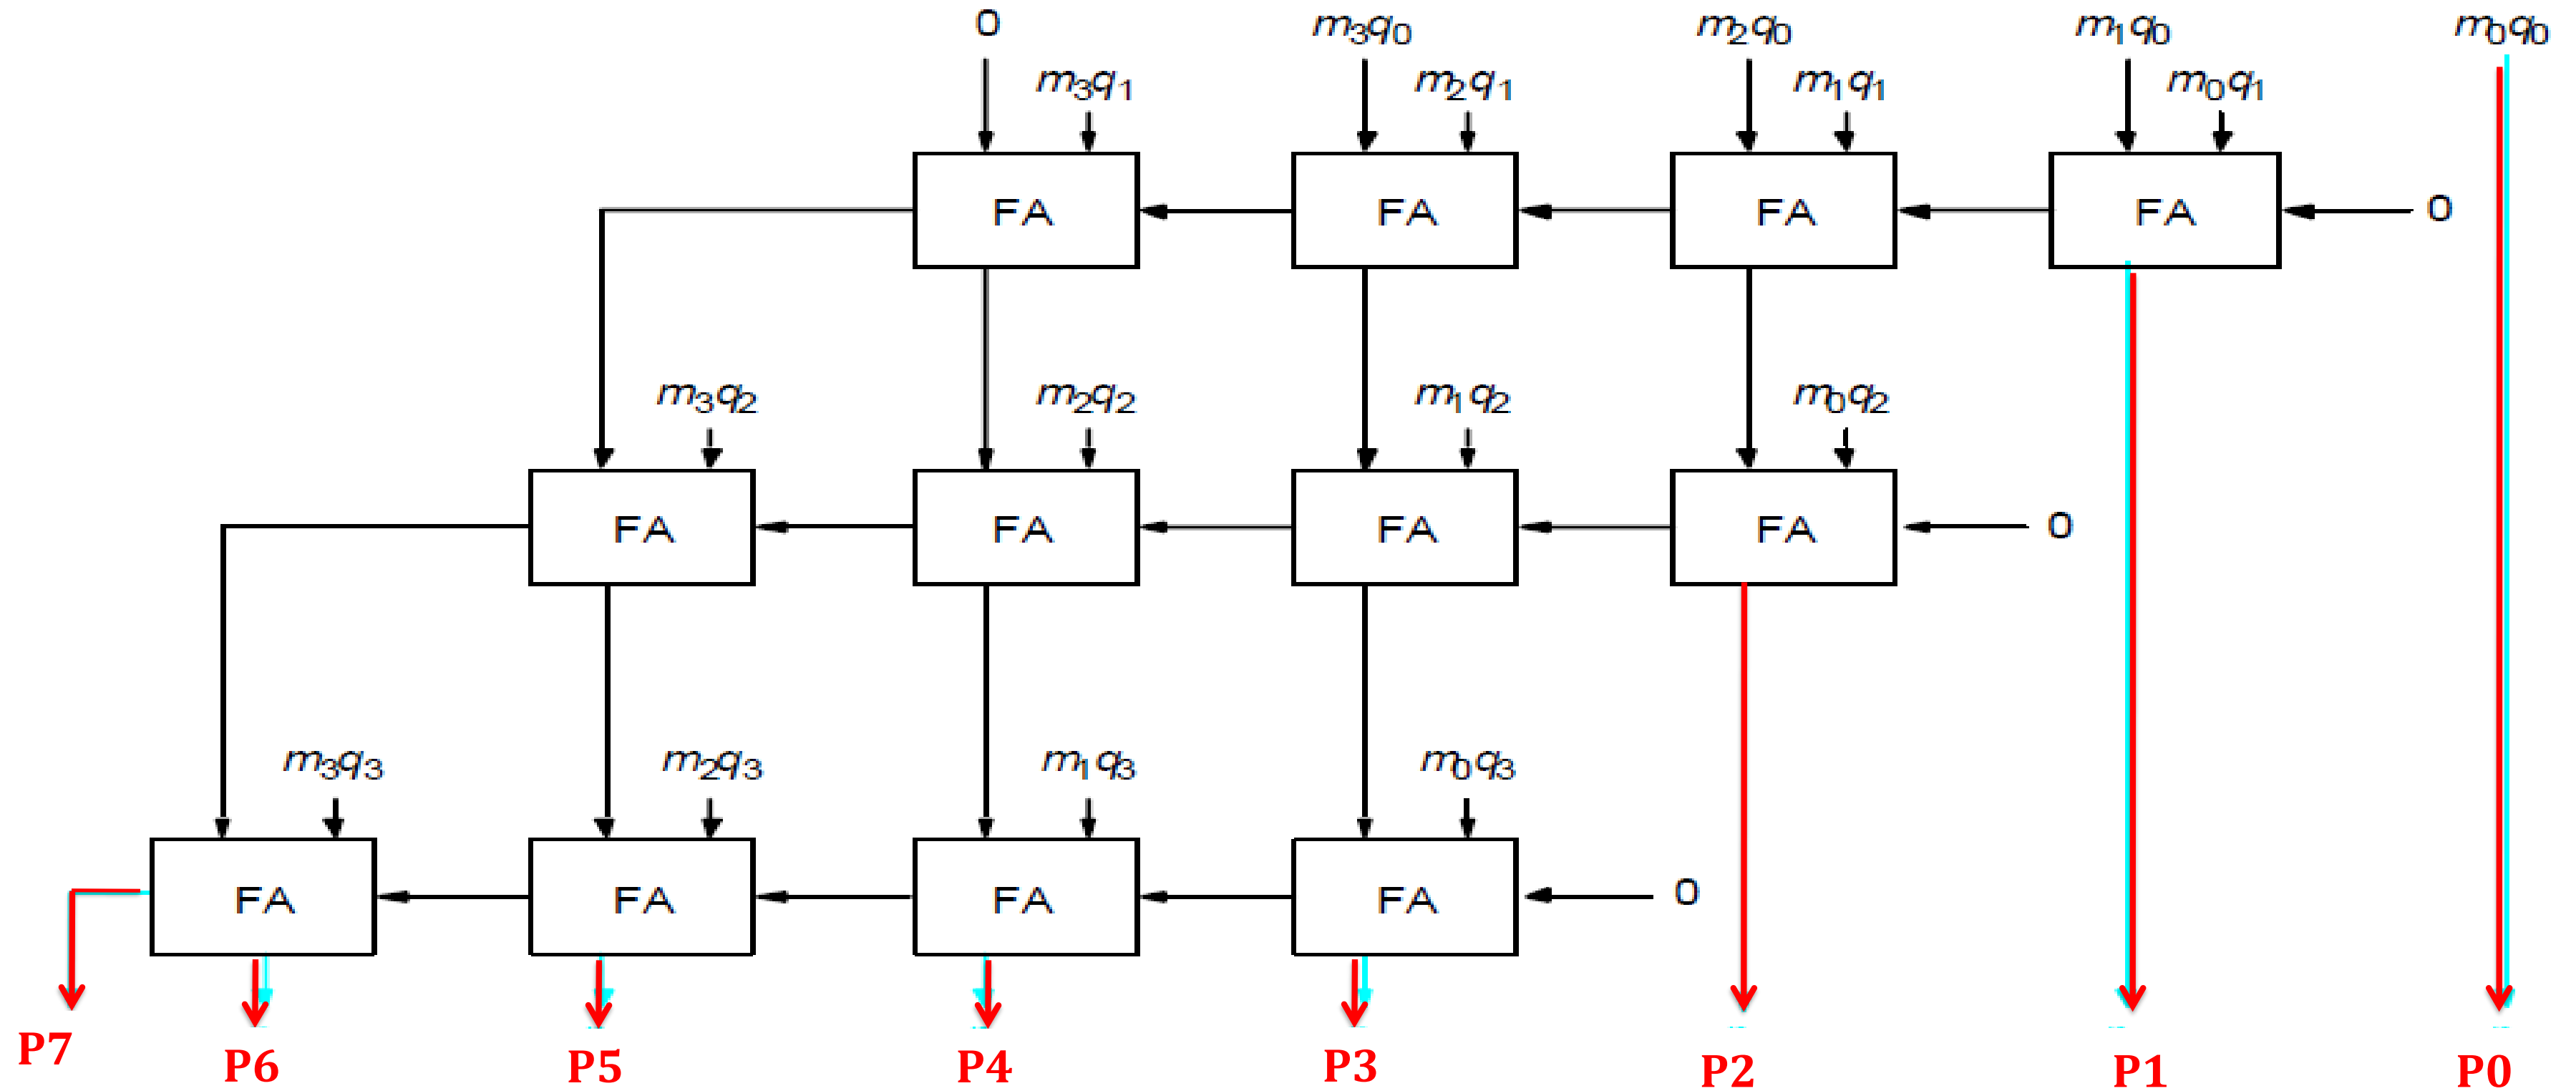 0 m₃q₀ m₂q₀ m₁q₀ m₀q₀
m₃q₁ m₂q₁ m₁q₁ m₀q₁
FA FA FA FA 0
m₃q₂ m₂q₂ m₁q₂ m₀q₂
FA FA FA FA 0
m₃q₃ m₂q₃ m₁q₃ m₀q₃
FA FA FA FA 0
P7 P6 P5 P4 P3 P2 P1 P0